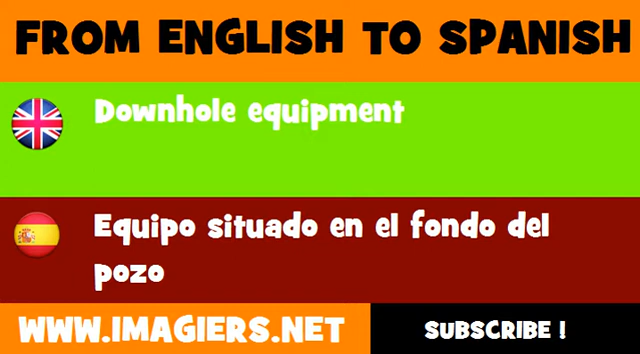 FROM ENGLISH TO SPANISH
Downhole equipment
Equipo situado en el fondo del
pozo
WWW.IMAGIERS.NET
SUBSCRIBE !